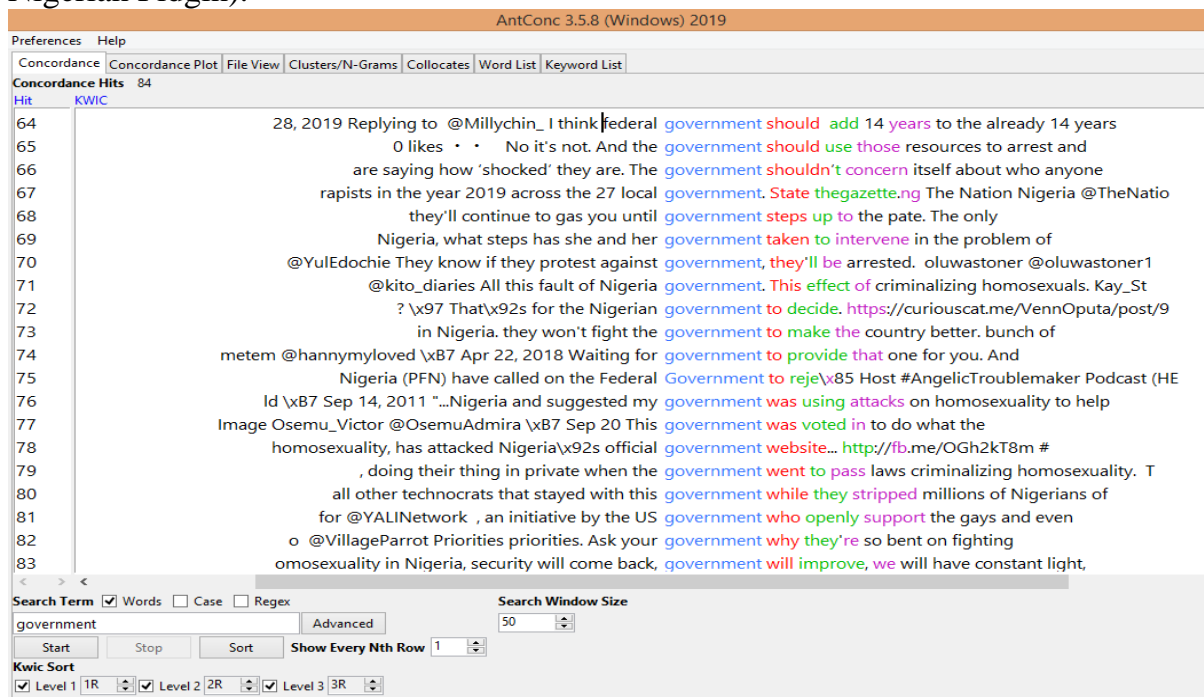 Nigerian Pidgin).
AntConc 3.5.8 (Windows) 2019
Preferences Help
Concordance Concordance Plot File View Clusters/N-Grams Collocates Word List Keyword List
Concordance Hits 84
Hit KWIC
64 28, 2019 Replying to @Millychin_ I think federal government should add 14 years to the already 14 years
65 0 likes · · No it's not. And the government should use those resources to arrest and
66 are saying how 'shocked' they are. The government shouldn't concern itself about who anyone
67 rapists in the year 2019 across the 27 local government. State thegazette.ng The Nation Nigeria @TheNatio
68 they'll continue to gas you until government steps up to the pate. The only
69 Nigeria, what steps has she and her government taken to intervene in the problem of
70 @YulEdochie They know if they protest against government, they'll be arrested. oluwastoner @oluwastoner1
71 @kito_diaries All this fault of Nigeria government. This effect of criminalizing homosexuals. Kay_St
72 ? \x97 That\x92s for the Nigerian government to decide. https://curiouscat.me/VennOputa/post/9
73 in Nigeria. they won't fight the government to make the country better. bunch of
74 metem @hannymyloved \xB7 Apr 22, 2018 Waiting for government to provide that one for you. And
75 Nigeria (PFN) have called on the Federal Government to reje\x85 Host #AngelicTroublemaker Podcast (HE
76 ld \xB7 Sep 14, 2011 "...Nigeria and suggested my government was using attacks on homosexuality to help
77 Image Osemu_Victor @OsemuAdmira \xB7 Sep 20 This government was voted in to do what the
78 homosexuality, has attacked Nigeria\x92s official government website... http://fb.me/OGh2kT8m #
79 , doing their thing in private when the government went to pass laws criminalizing homosexuality. T
80 all other technocrats that stayed with this government while they stripped millions of Nigerians of
81 for @YALINetwork , an initiative by the US government who openly support the gays and even
82 o @VillageParrot Priorities priorities. Ask your government why they're so bent on fighting
83 omosexuality in Nigeria, security will come back, government will improve, we will have constant light,
Search Term Words Case Regex Search Window Size
government Advanced 50
Start Stop Sort Show Every Nth Row 1
Kwic Sort
Level 1 1R Level 2 2R Level 3 3R